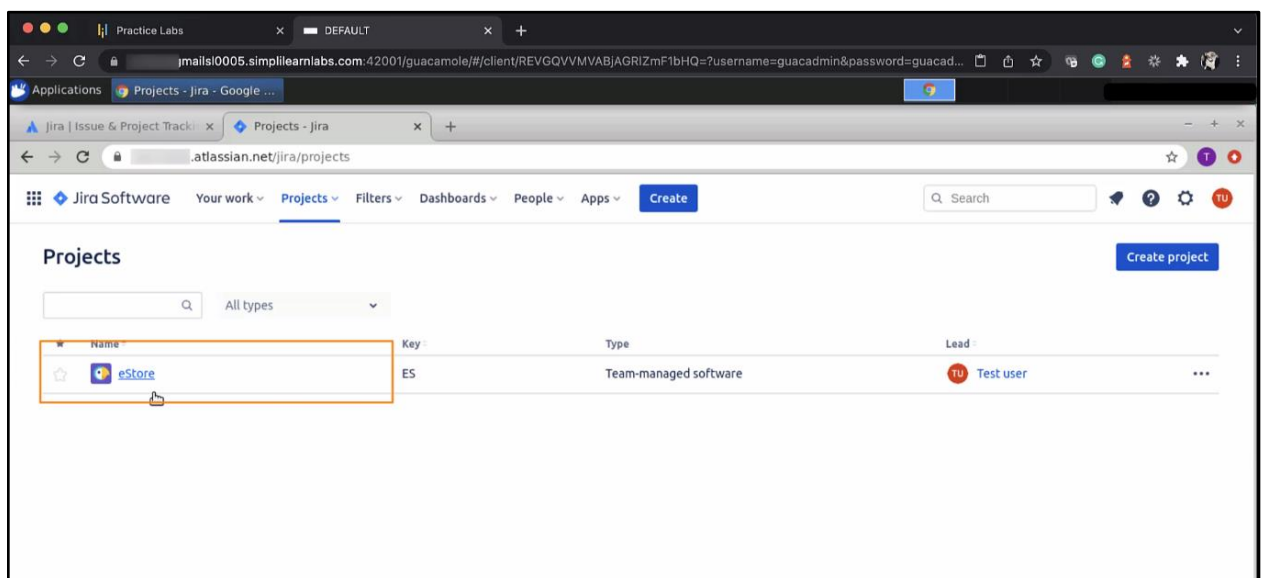 Practice Labs DEFAULT
jmailsl0005.simplilearnlabs.com:42001/guacamole/#/client/REVGQVVMVABjAGRlZmF1bHQ=?username=guacadmin&password=guacad...
Applications Projects - Jira - Google ...
Jira | Issue & Project Tracki Projects - Jira
.atlassian.net/jira/projects T
Jira Software Your work Projects Filters Dashboards People Apps Create Search TU
Projects Create project
All types
Name Key Type Lead
eStore ES Team-managed software TU Test user